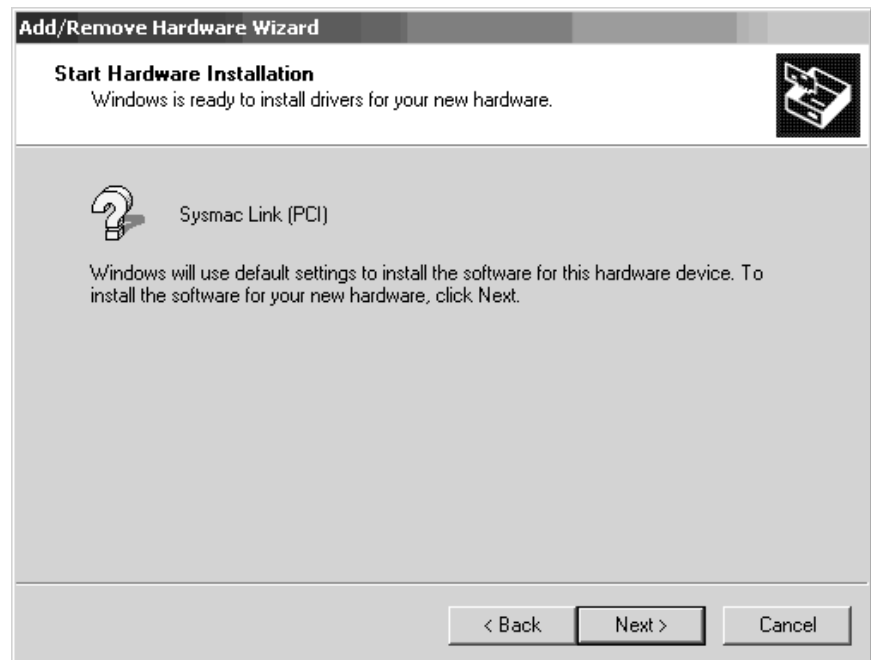 Add/Remove Hardware Wizard
Start Hardware Installation
Windows is ready to install drivers for your new hardware.
Sysmac Link (PCI)
Windows will use default settings to install the software for this hardware device. To
install the software for your new hardware, click Next.
< Back Next > Cancel